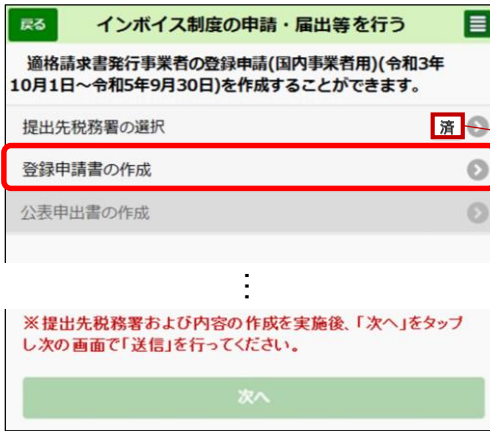 戻る インボイス制度の申請・届出等を行う
適格請求書発行事業者の登録申請(国内事業者用)(令和3年
10月1日～令和5年9月30日)を作成することができます。
提出先税務署の選択 済
登録申請書の作成
公表申出書の作成
※提出先税務署および内容の作成を実施後、「次へ」をタップ
し次の画面で「送信」を行ってください。
次へ